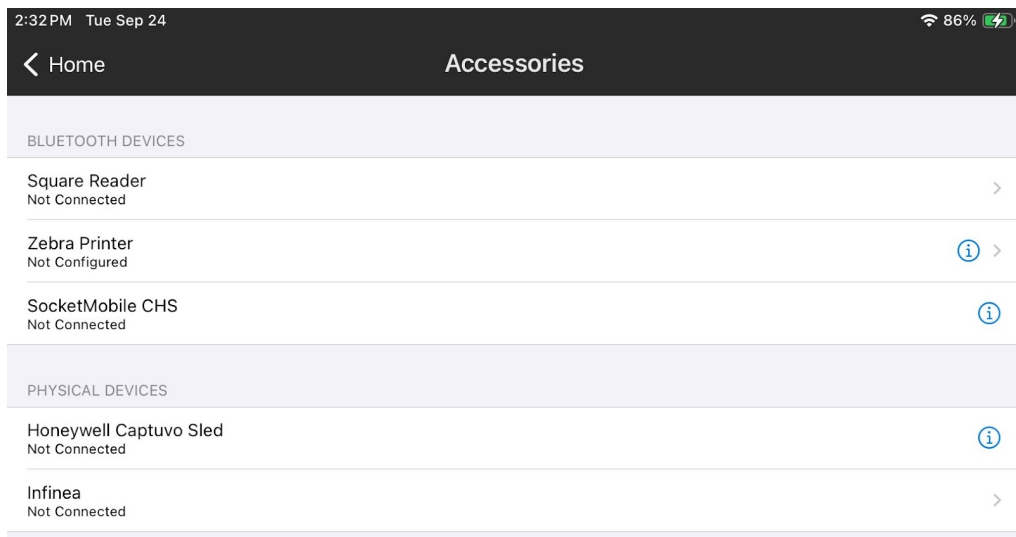 2:32 PM Tue Sep 24 86%
Home Accessories
BLUETOOTH DEVICES
Square Reader
Not Connected
Zebra Printer
Not Configured
SocketMobile CHS
Not Connected
PHYSICAL DEVICES
Honeywell Captuvo Sled
Not Connected
Infinea
Not Connected